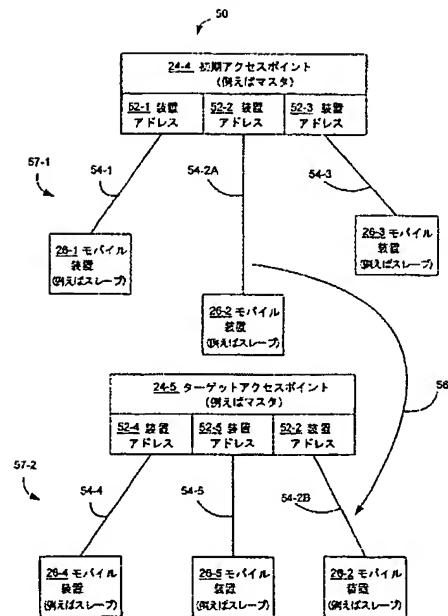 50
24-4 初期アクセスポイント
(例えばマスタ)
52-1 装置
アドレス
52-2 装置
アドレス
52-3 装置
アドレス
57-1
54-1
54-2A
54-3
26-1 モバイル
装置
(例えばスレーブ)
26-3 モバイル
装置
(例えばスレーブ)
26-2 モバイル
装置
(例えばスレーブ)
24-5 ターゲットアクセスポイント
(例えばマスタ)
56
52-4 装置
アドレス
52-5 装置
アドレス
52-2 装置
アドレス
57-2
54-4
54-5
54-2B
26-4 モバイル
装置
(例えばスレーブ)
26-5 モバイル
装置
(例えばスレーブ)
26-2 モバイル
装置
(例えばスレーブ)